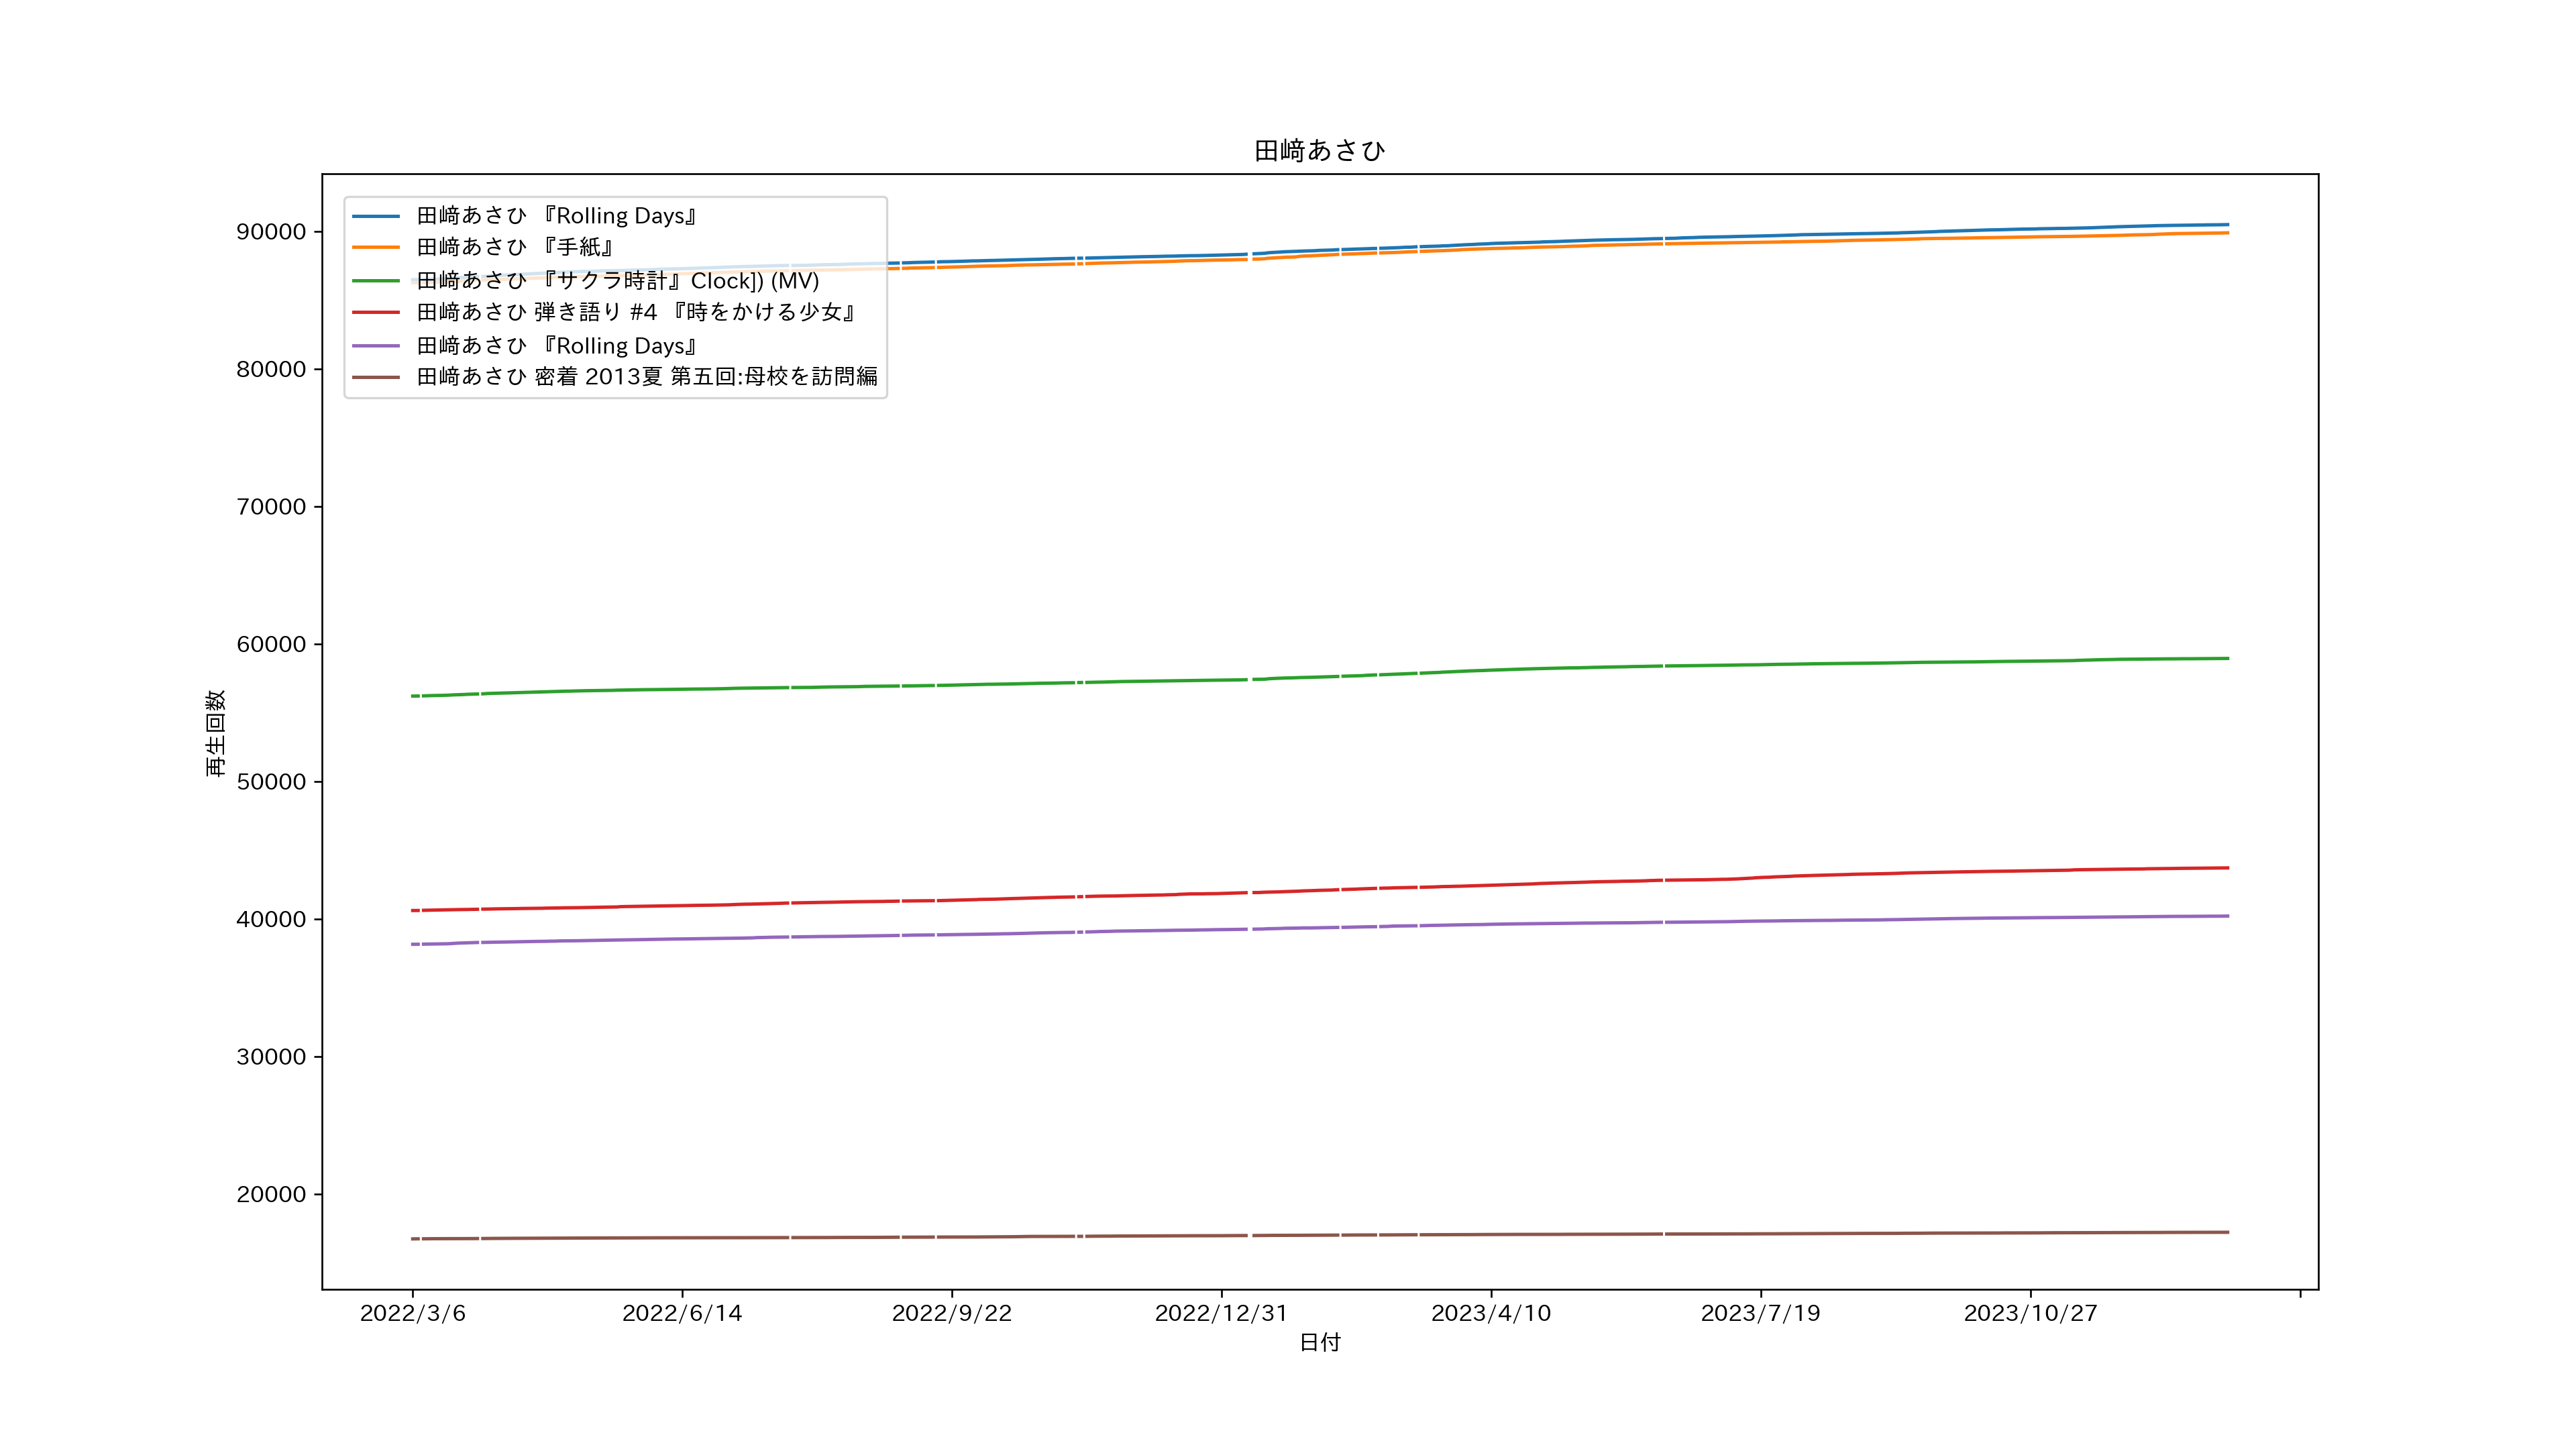 田﨑あさひ
田﨑あさひ 『Rolling Days』
田﨑あさひ 『手紙』
田﨑あさひ 『サクラ時計』Clock]) (MV)
田﨑あさひ 弾き語り #4 『時をかける少女』
田﨑あさひ 『Rolling Days』
田﨑あさひ 密着 2013夏 第五回:母校を訪問編
90000
80000
70000
60000
50000
40000
30000
20000
再生回数
2022/3/6 2022/6/14 2022/9/22 2022/12/31 2023/4/10 2023/7/19 2023/10/27
日付